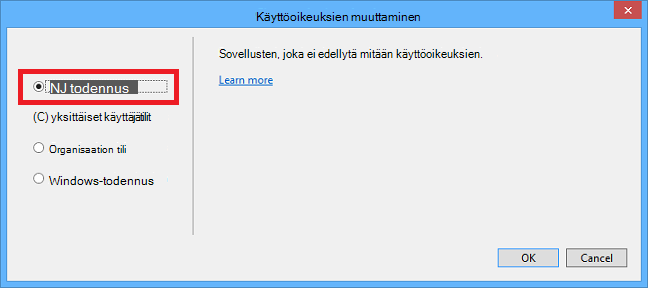 Käyttöoikeuksien muuttaminen
Sovellusten, joka ei edellytä mitään käyttöoikeuksien.
Learn more
NJ todennus
(C) yksittäiset käyttäjätilit
Organisaation tili
Windows-todennus
OK
Cancel